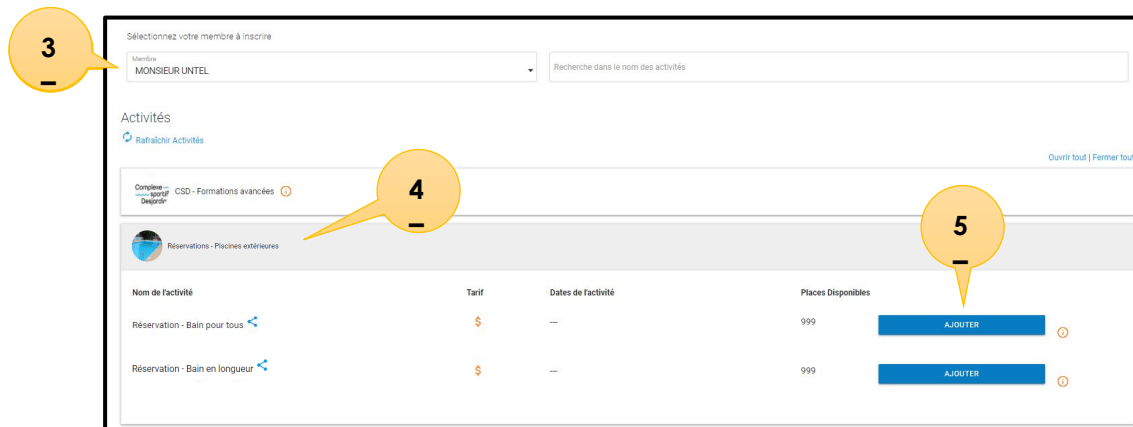 Sélectionnez votre membre à inscrire
3
Membre
MONSIEUR UNTEL
Recherche dans le nom des activités
Activités
Rafraîchir Activités
Ouvrir tout | Fermer tout
Complexe
sportif
Desjardins
CSD - Formations avancées
4
5
Réservations - Piscines extérieures
Nom de l'activité Tarif Dates de l'activité Places Disponibles
Réservation - Bain pour tous $ --- 999 AJOUTER
Réservation - Bain en longueur $ --- 999 AJOUTER